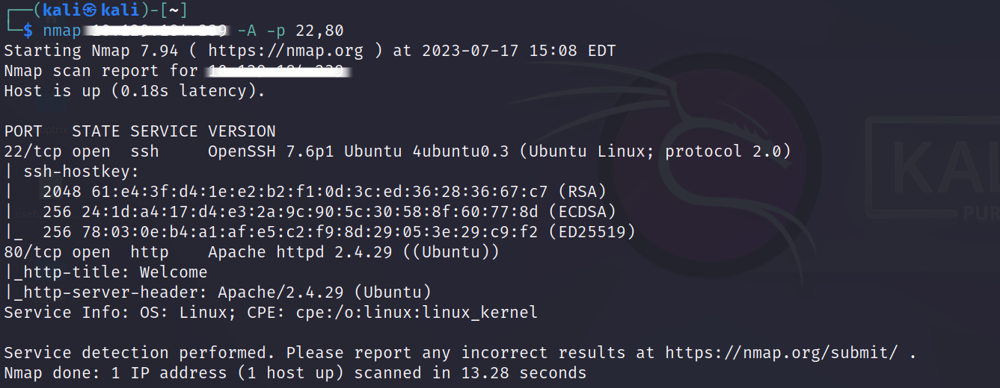 ┌──(kali㉿kali)-[~]
└─$ nmap -A -p 22,80
Starting Nmap 7.94 ( https://nmap.org ) at 2023-07-17 15:08 EDT
Nmap scan report for
Host is up (0.18s latency).
PORT   STATE SERVICE VERSION
22/tcp open  ssh     OpenSSH 7.6p1 Ubuntu 4ubuntu0.3 (Ubuntu Linux; protocol 2.0)
| ssh-hostkey:
|   2048 61:e4:3f:d4:1e:e2:b2:f1:0d:3c:ed:36:28:36:67:c7 (RSA)
|   256 24:1d:a4:17:d4:e3:2a:9c:90:5c:30:58:8f:60:77:8d (ECDSA)
|_  256 78:03:0e:b4:a1:af:e5:c2:f9:8d:29:05:3e:29:c9:f2 (ED25519)
80/tcp open  http    Apache httpd 2.4.29 ((Ubuntu))
|_http-title: Welcome
|_http-server-header: Apache/2.4.29 (Ubuntu)
Service Info: OS: Linux; CPE: cpe:/o:linux:linux_kernel
Service detection performed. Please report any incorrect results at https://nmap.org/submit/ .
Nmap done: 1 IP address (1 host up) scanned in 13.28 seconds
KA
PUR